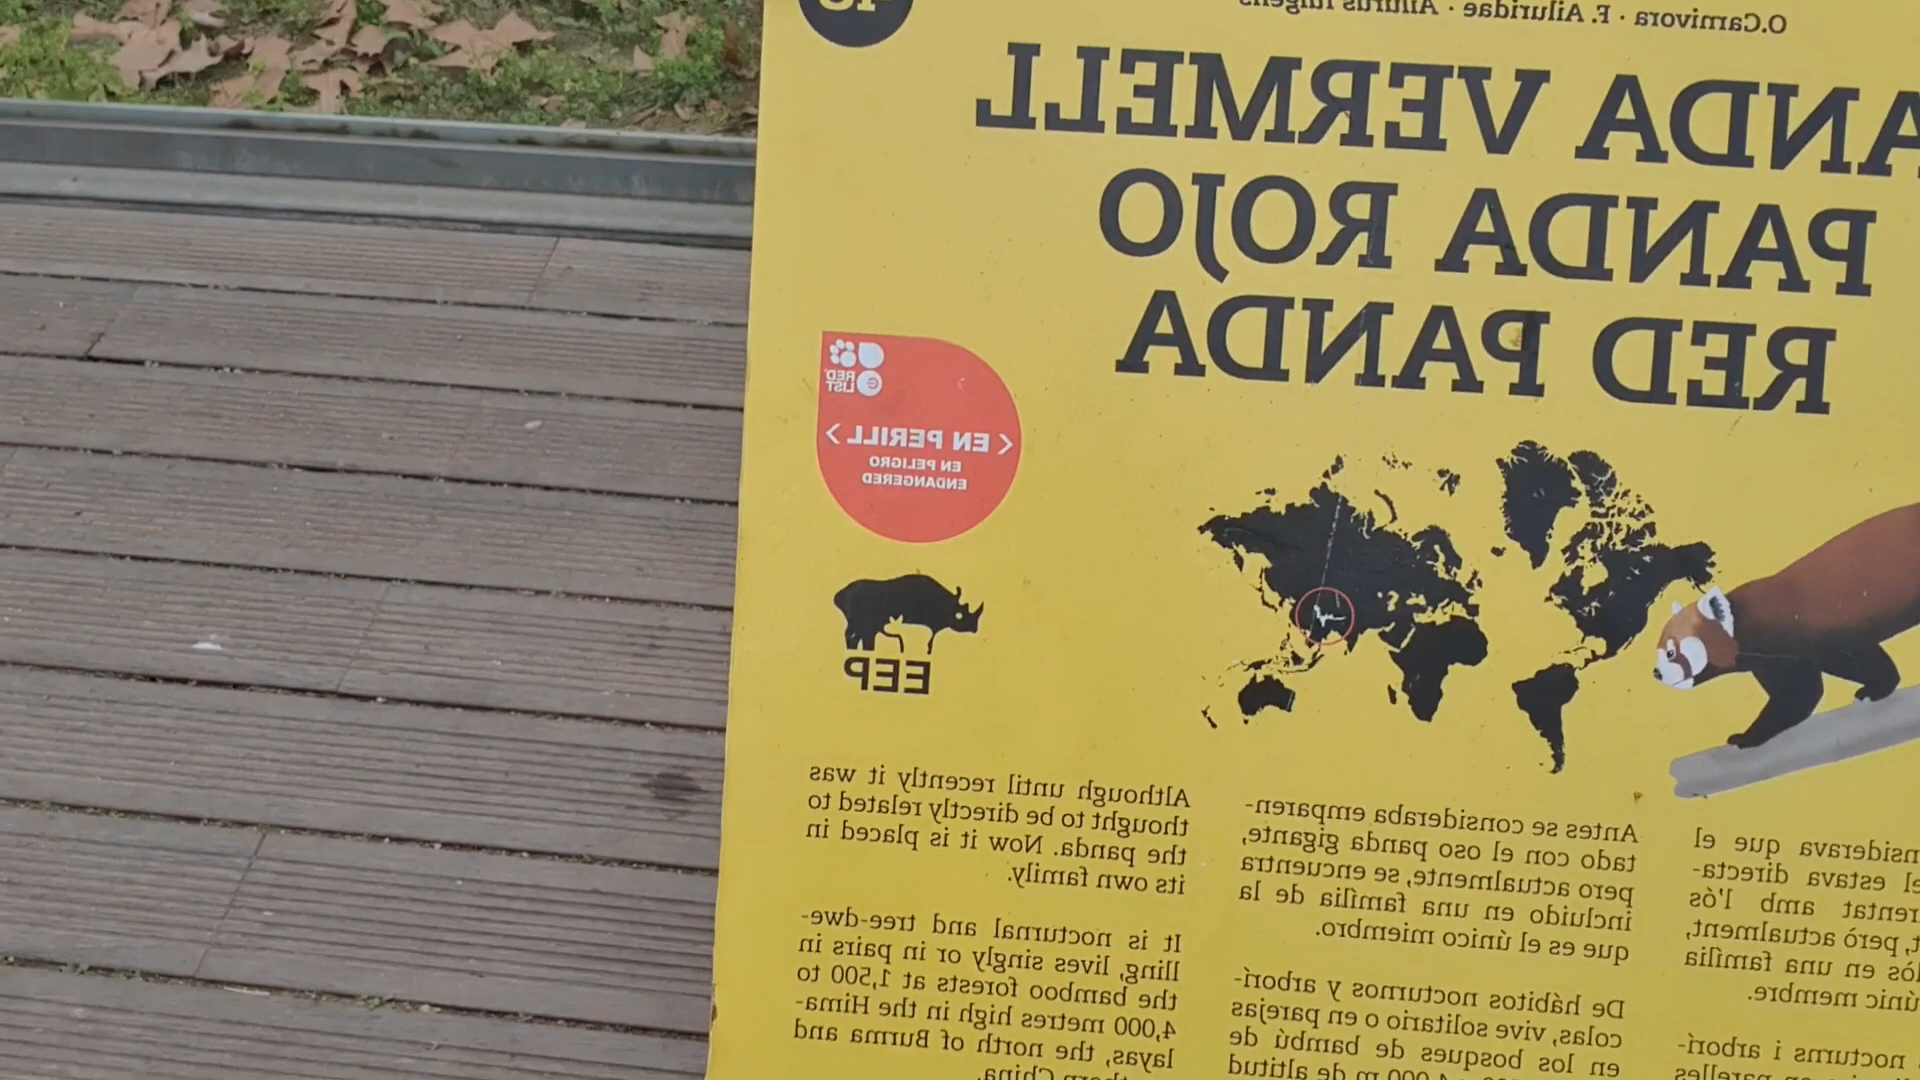 O.Carnivora · F. Ailuridae · Ailurus fulgens
ANDA VERMELL
PANDA ROJO
RED PANDA
RED
LIST
< EN PERILL >
EN PELIGRO
ENDANGERED
EEP
el estava directa-
amb l'ós
t, però actualment,
en una família
únic membre.
nocturns i arborí-
Antes se consideraba emparen-
tado con el oso panda gigante,
pero actualmente, se encuentra
incluido en una família de la
que es el único miembro.
De hábitos nocturnos y arborí-
colas, vive solitario o en parejas
en los bosques de bambú de
m de altitud
Although until recently it was
thought to be directly related to
the panda. Now it is placed in
its own family.
It is nocturnal and tree-dwe-
lling, lives singly or in pairs in
the bamboo forests at 1,500 to
4,000 metres high in the Hima-
layas, the north of Burma and
China.